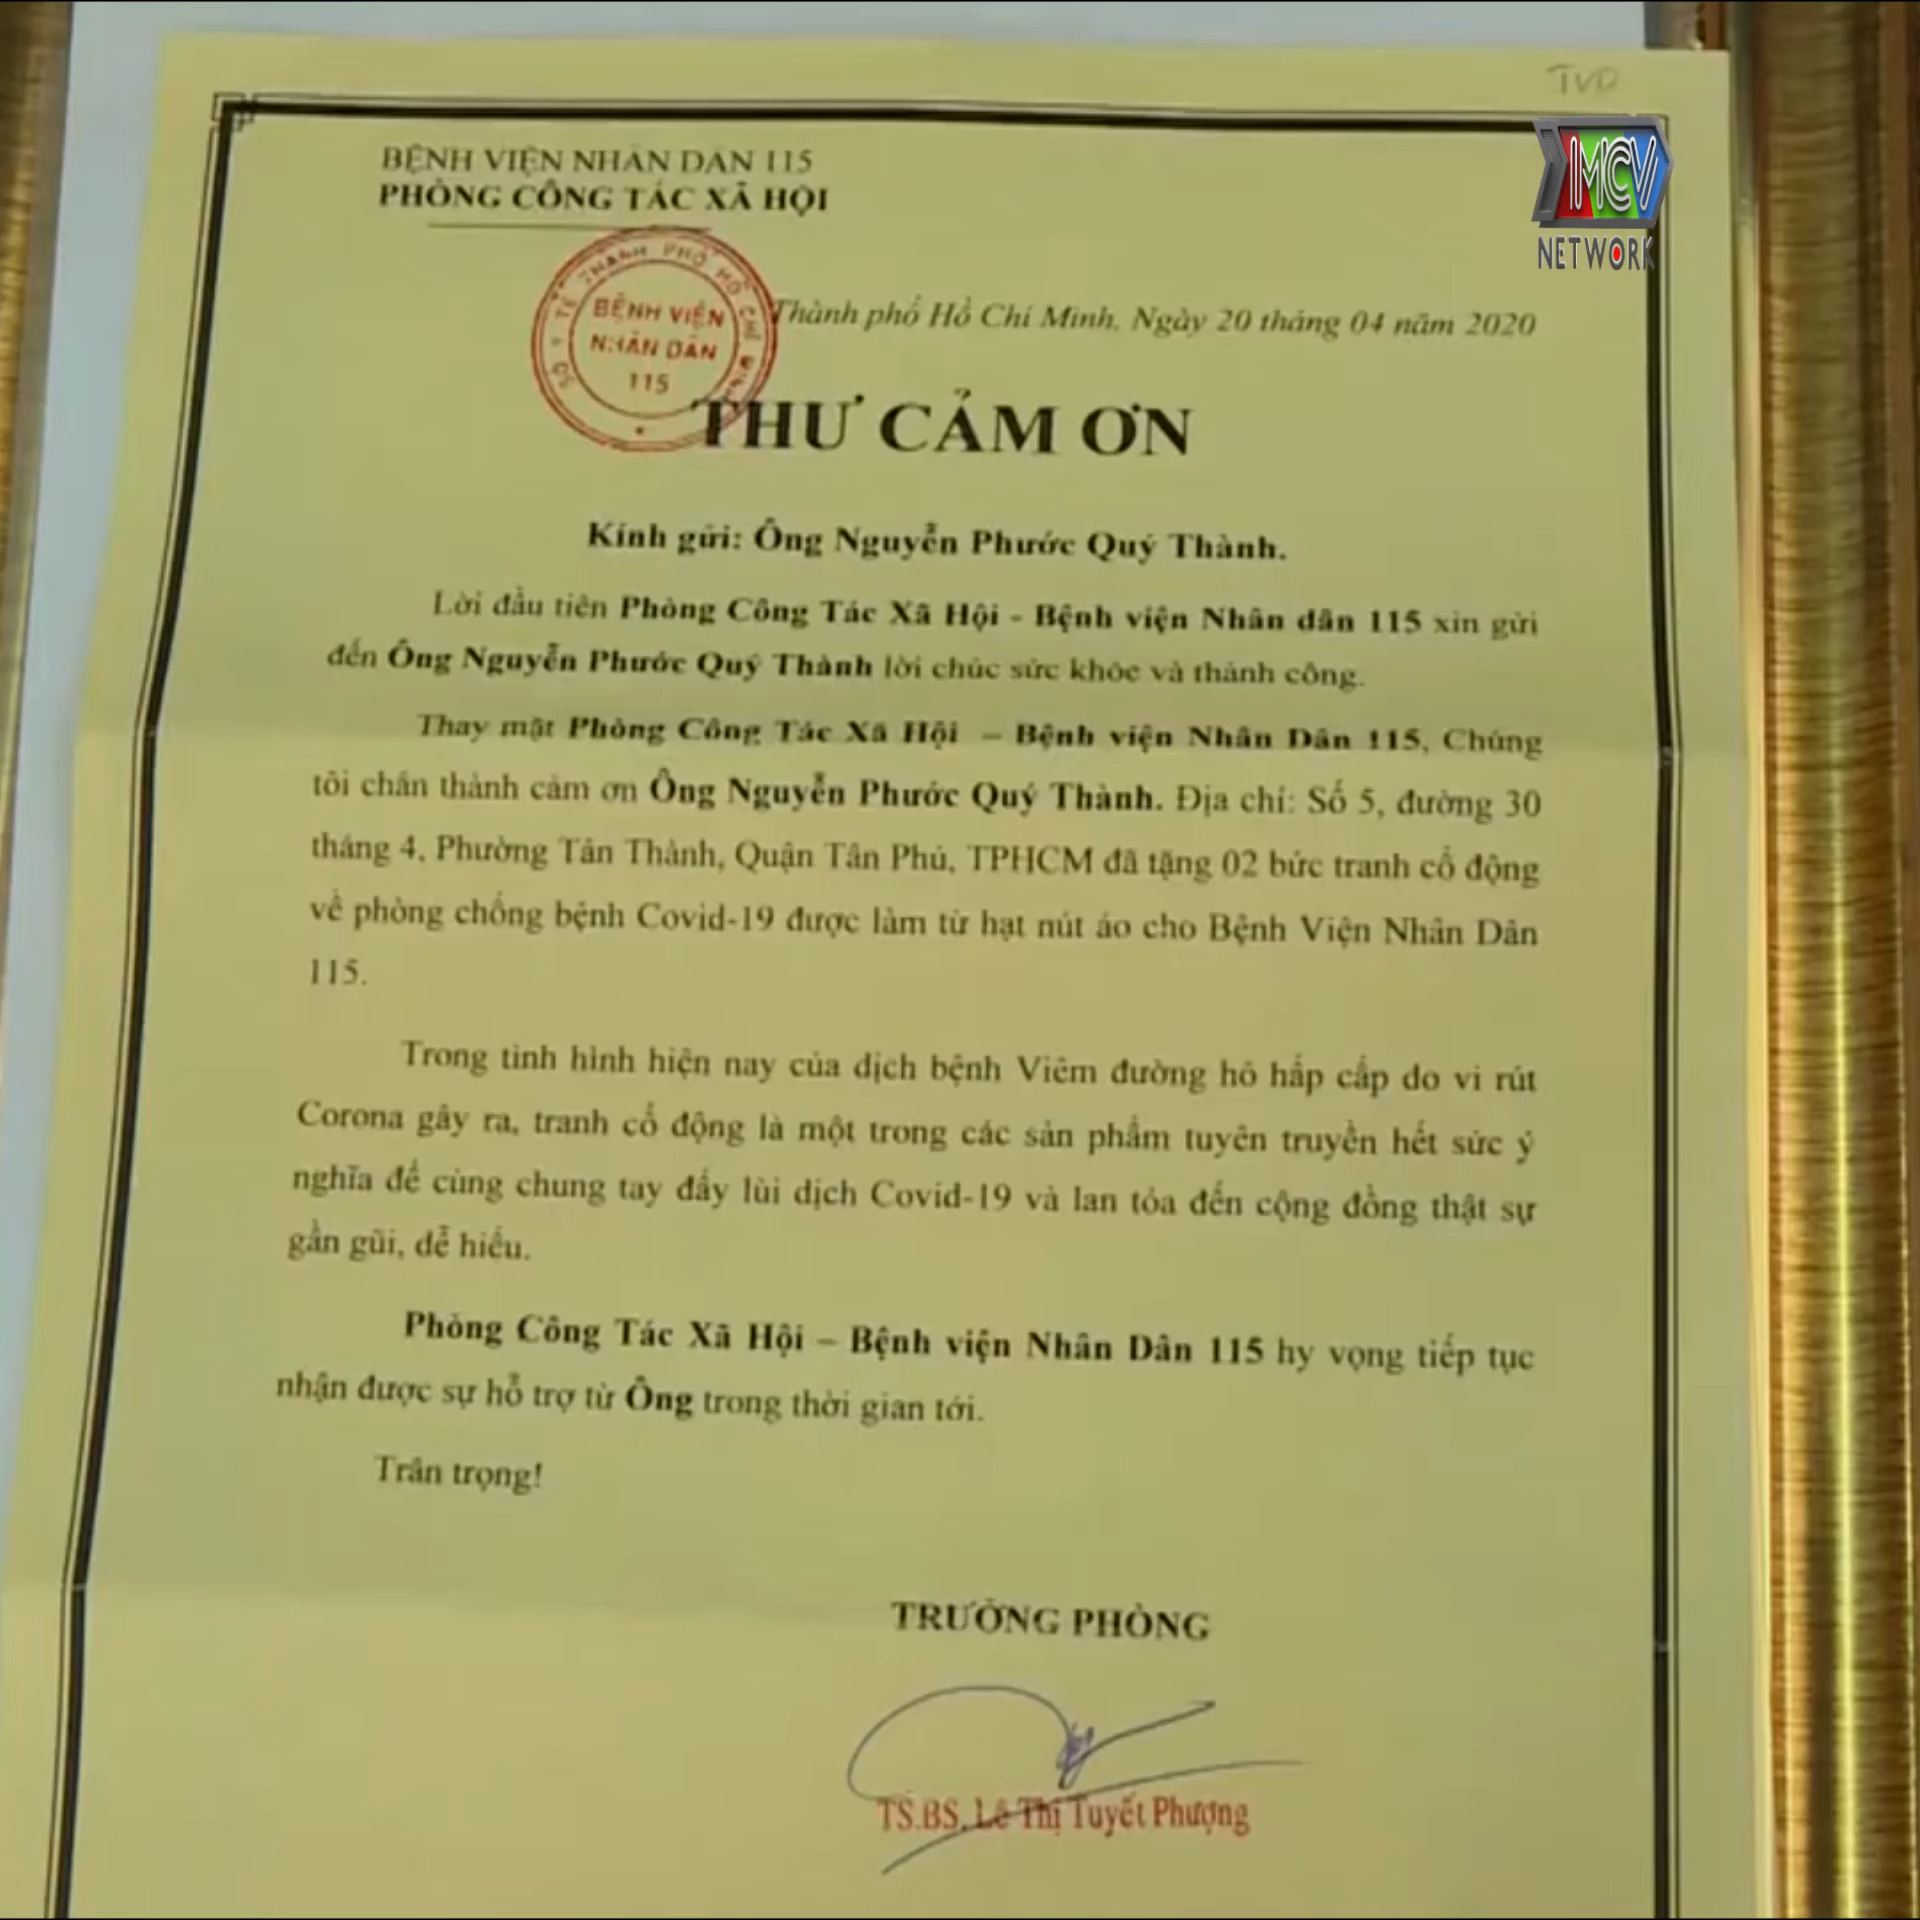 TVD
MCV
NETWORK
BỆNH VIỆN NHÂN DÂN 115
PHÒNG CÔNG TÁC XÃ HỘI
SỞ Y TẾ THÀNH PHỐ HỒ CHÍ MINH
BỆNH VIỆN
NHÂN DÂN
115
Thành phố Hồ Chí Minh, Ngày 20 tháng 04 năm 2020
THƯ CẢM ƠN
Kính gửi: Ông Nguyễn Phước Quý Thành.
Lời đầu tiên Phòng Công Tác Xã Hội - Bệnh viện Nhân dân 115 xin gửi
đến Ông Nguyễn Phước Quý Thành lời chúc sức khỏe và thành công.
Thay mặt Phòng Công Tác Xã Hội – Bệnh viện Nhân Dân 115, Chúng
tôi chân thành cảm ơn Ông Nguyễn Phước Quý Thành. Địa chỉ: Số 5, đường 30
tháng 4, Phường Tân Thành, Quận Tân Phú, TPHCM đã tặng 02 bức tranh cổ động
về phòng chống bệnh Covid-19 được làm từ hạt nút áo cho Bệnh Viện Nhân Dân
115.
Trong tình hình hiện nay của dịch bệnh Viêm đường hô hấp cấp do vi rút
Corona gây ra, tranh cổ động là một trong các sản phẩm tuyên truyền hết sức ý
nghĩa để cùng chung tay đẩy lùi dịch Covid-19 và lan tỏa đến cộng đồng thật sự
gần gũi, dễ hiểu.
Phòng Công Tác Xã Hội – Bệnh viện Nhân Dân 115 hy vọng tiếp tục
nhận được sự hỗ trợ từ Ông trong thời gian tới.
Trân trọng!
TRƯỞNG PHÒNG
TS.BS. Lê Thị Tuyết Phượng